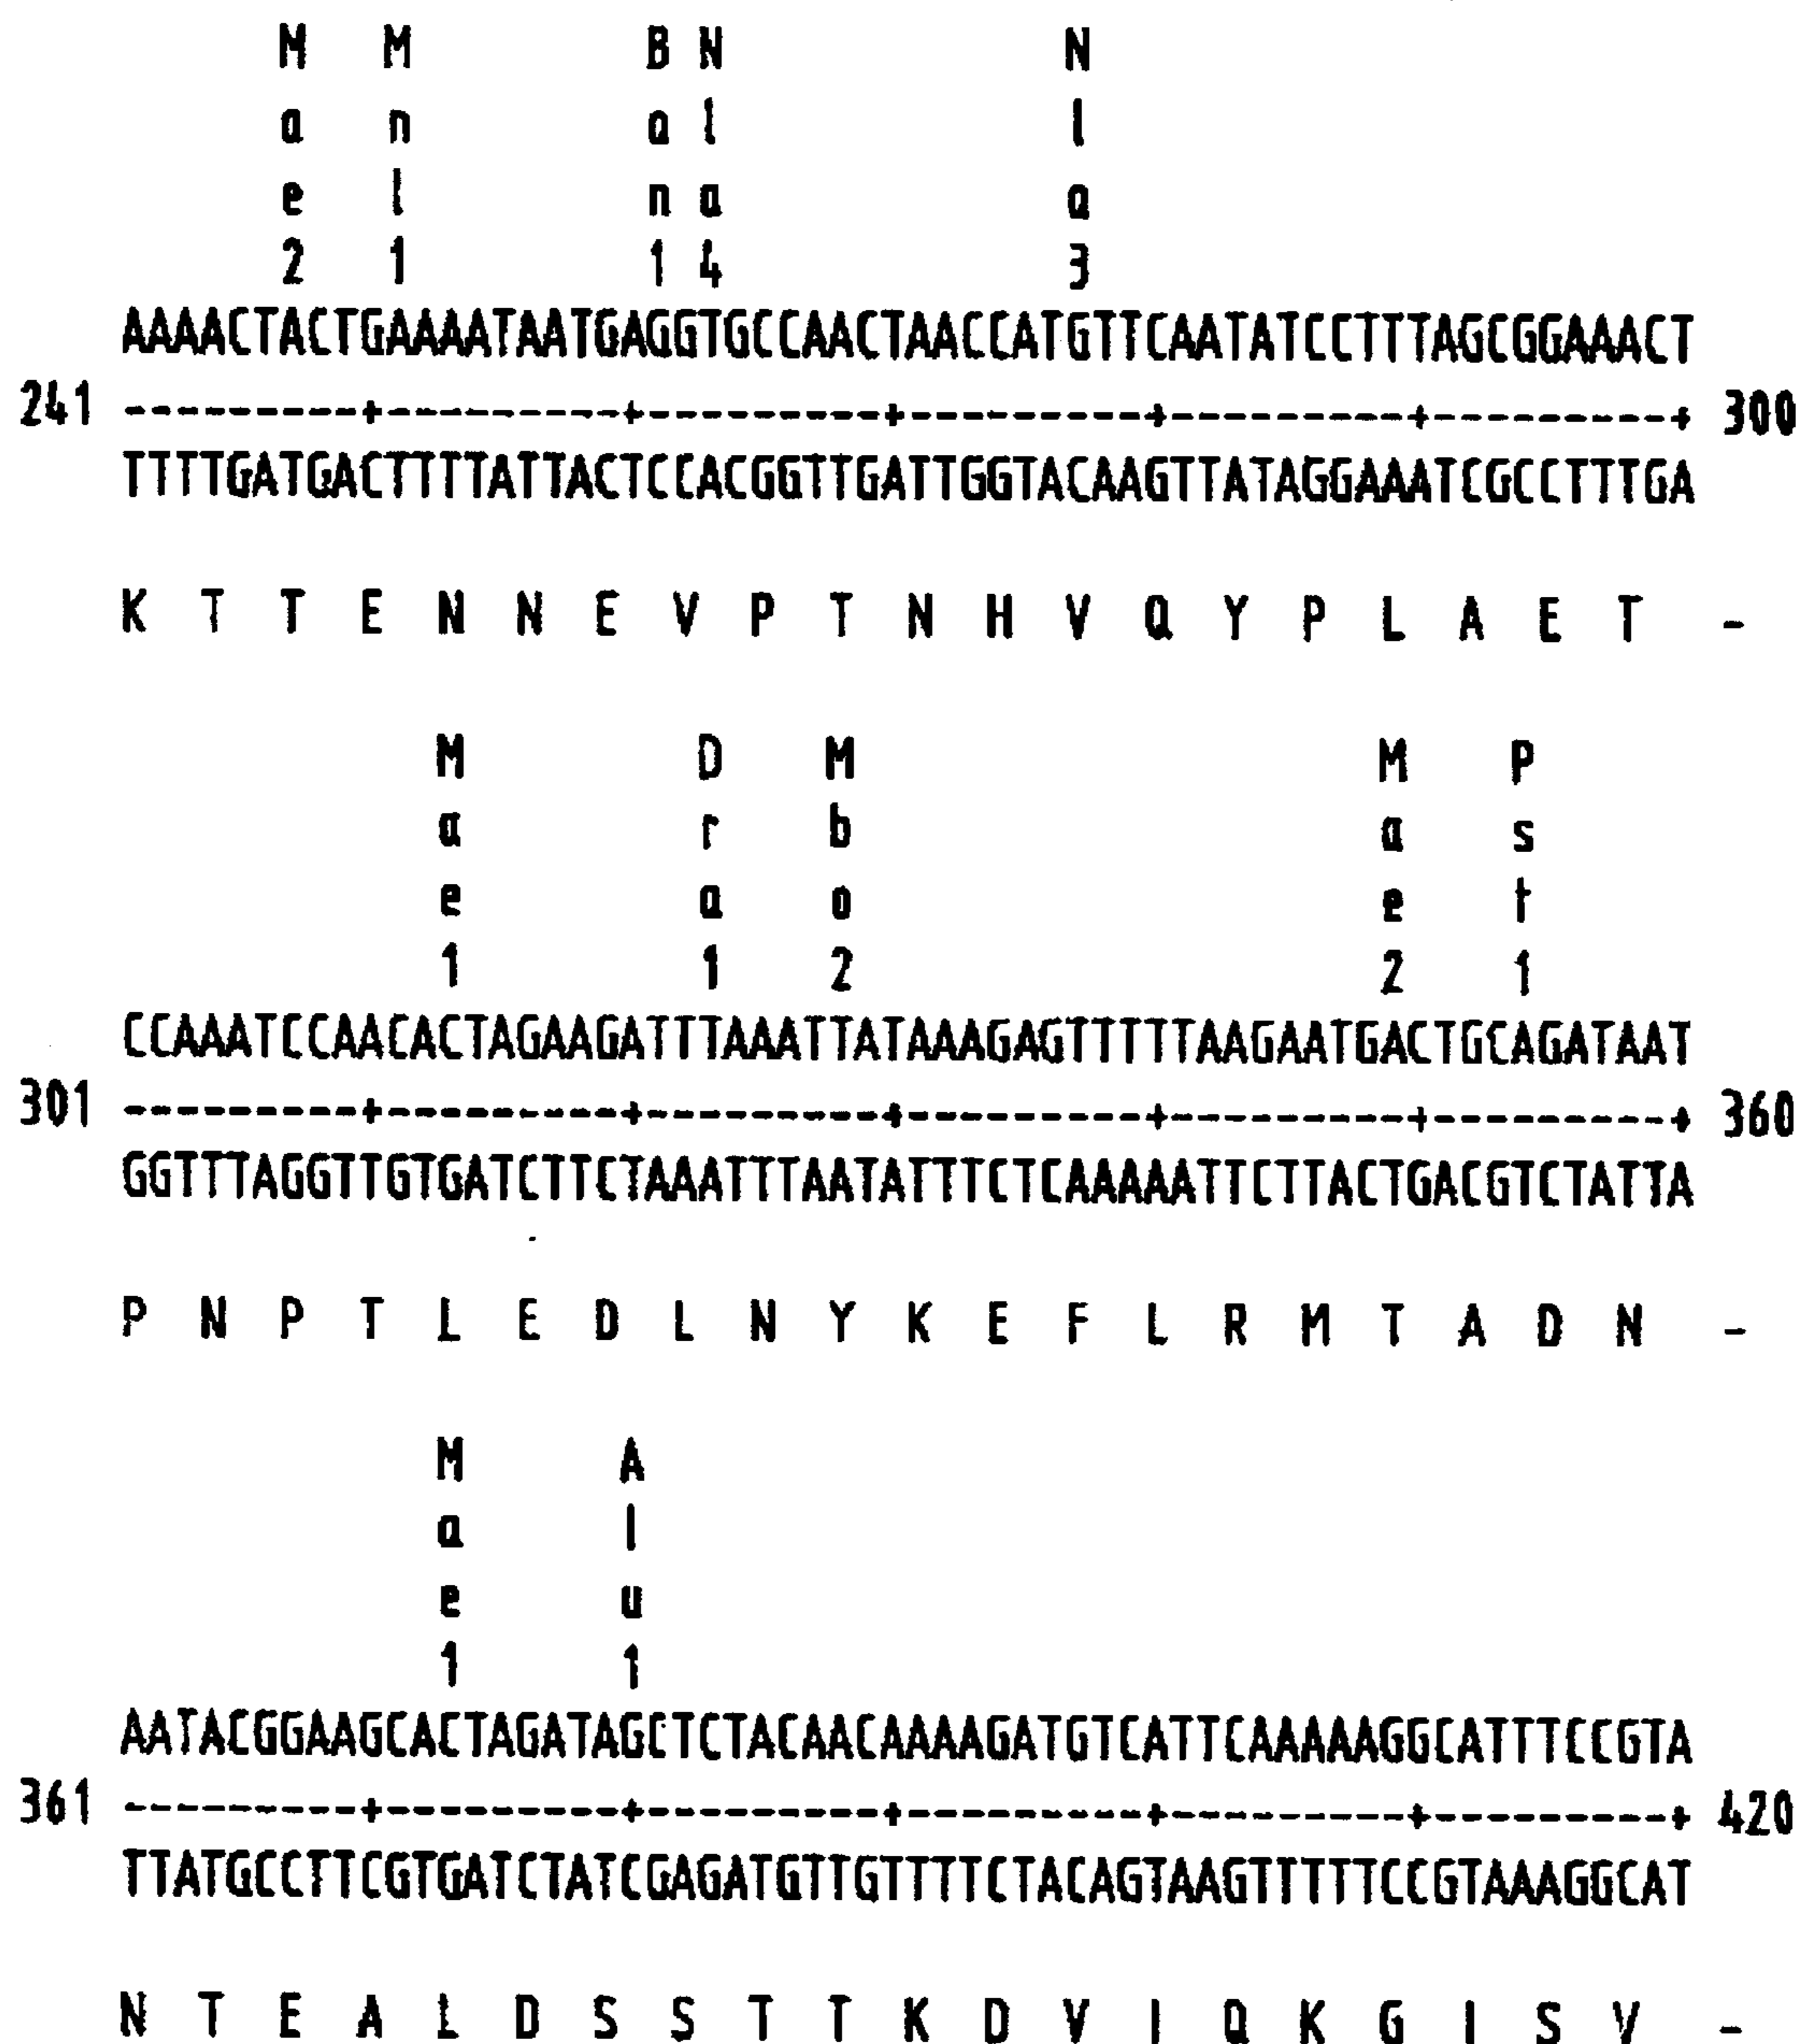 M M B N N
a n a l l
e l n a a
2 1 1 4 3
AAAACTACTGAAAATAATGAGGTGCCAACTAACCATGTTCAATATCCTTTAGCGGAAACT
241 ---------+---------+---------+---------+---------+---------+ 300
TTTTGATGACTTTTATTACTCCACGGTTGATTGGTACAAGTTATAGGAAATCGCCTTTGA
K T T E N N E V P T N H V Q Y P L A E T -
M D M M P
a r b a s
e a o e t
1 1 2 2 1
CCAAATCCAACACTAGAAGATTTAAATTATAAAGAGTTTTTAAGAATGACTGCAGATAAT
301 ---------+---------+---------+---------+---------+---------+ 360
GGTTTAGGTTGTGATCTTCTAAATTTAATATTTCTCAAAAATTCTTACTGACGTCTATTA
P N P T L E D L N Y K E F L R M T A D N -
M A
a l
e u
1 1
AATACGGAAGCACTAGATAGCTCTACAACAAAAGATGTCATTCAAAAAGGCATTTCCGTA
361 ---------+---------+---------+---------+---------+---------+ 420
TTATGCCTTCGTGATCTATCGAGATGTTGTTTTCTACAGTAAGTTTTTCCGTAAAGGCAT
N T E A L D S S T T K D V I Q K G I S V -